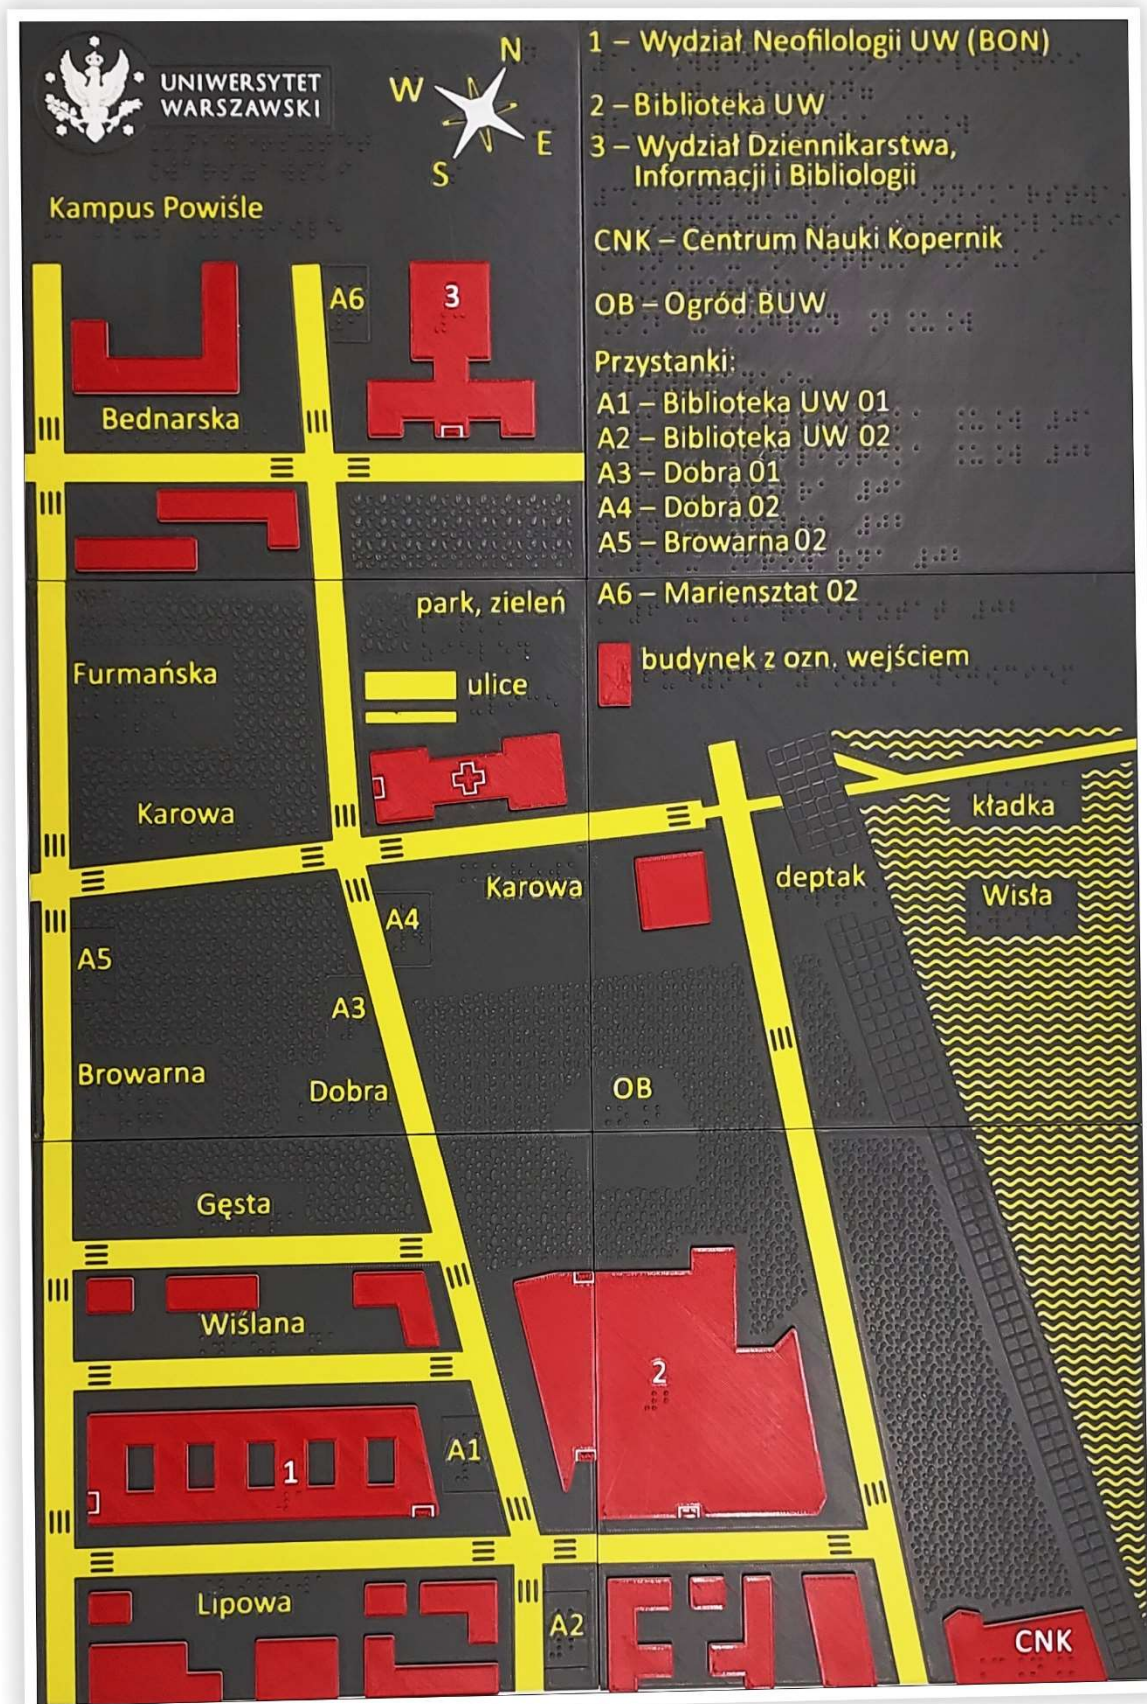 UNIWERSYTET
WARSZAWSKI
N
W
E
S
Kampus Powiśle
1 – Wydział Neofilologii UW (BON)
2 – Biblioteka UW
3 – Wydział Dziennikarstwa,
Informacji i Bibliologii
CNK – Centrum Nauki Kopernik
OB – Ogród BUW
Przystanki:
A1 – Biblioteka UW 01
A2 – Biblioteka UW 02
A3 – Dobra 01
A4 – Dobra 02
A5 – Browarna 02
A6 – Mariensztat 02
budynek z ozn. wejściem
A6
3
Bednarska
park, zieleń
Furmańska
ulice
Karowa
kładka
Karowa
deptak
Wisła
A4
A5
A3
Browarna
Dobra
OB
Gęsta
Wiślana
2
A1
1
Lipowa
A2
CNK